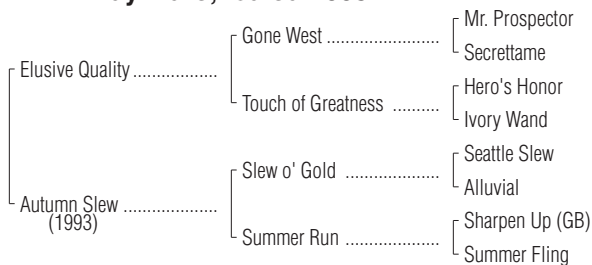 Mr. Prospector
Gone West
Secrettame
Elusive Quality
Hero's Honor
Touch of Greatness
Ivory Wand
Seattle Slew
Slew o' Gold
Alluvial
Autumn Slew
(1993)
Sharpen Up (GB)
Summer Run
Summer Fling